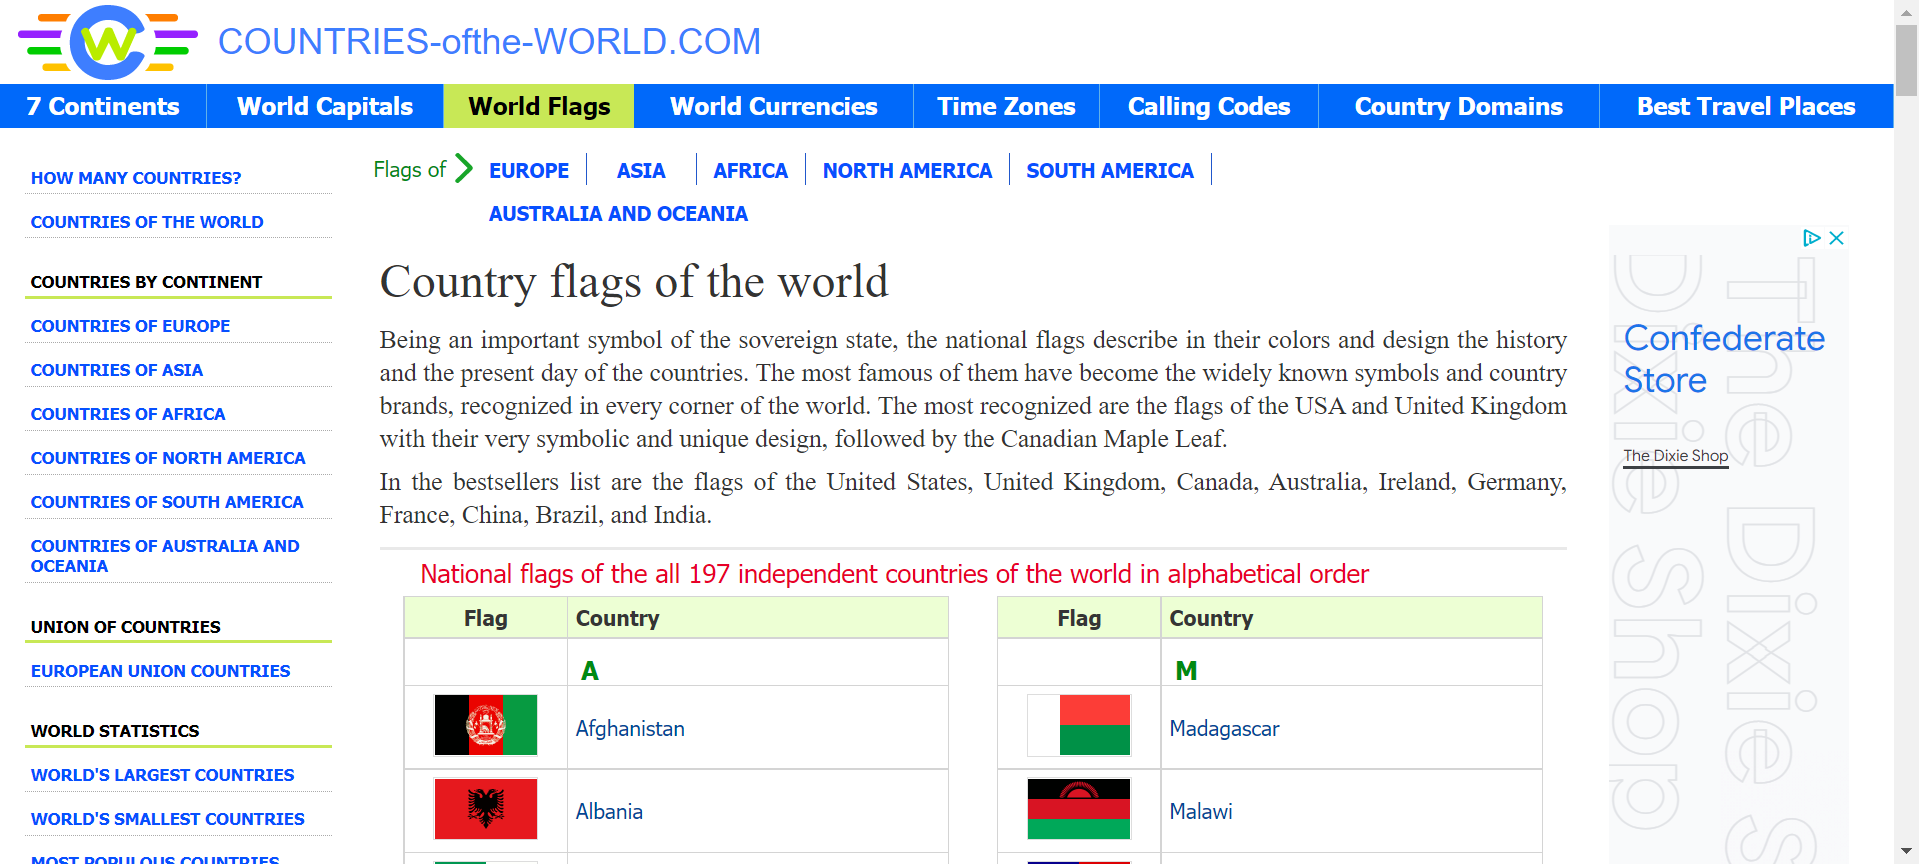 W
COUNTRIES-ofthe-WORLD.COM
7 Continents
World Capitals
World Flags
World Currencies
Time Zones
Calling Codes
Country Domains
Best Travel Places
HOW MANY COUNTRIES?
COUNTRIES OF THE WORLD
COUNTRIES BY CONTINENT
COUNTRIES OF EUROPE
COUNTRIES OF ASIA
COUNTRIES OF AFRICA
COUNTRIES OF NORTH AMERICA
COUNTRIES OF SOUTH AMERICA
COUNTRIES OF AUSTRALIA AND
OCEANIA
UNION OF COUNTRIES
EUROPEAN UNION COUNTRIES
WORLD STATISTICS
WORLD'S LARGEST COUNTRIES
WORLD'S SMALLEST COUNTRIES
MOST POPULOUS COUNTRIES
Flags of
EUROPE
ASIA
AFRICA
NORTH AMERICA
SOUTH AMERICA
AUSTRALIA AND OCEANIA
Country flags of the world
Being an important symbol of the sovereign state, the national flags describe in their colors and design the history
and the present day of the countries. The most famous of them have become the widely known symbols and country
brands, recognized in every corner of the world. The most recognized are the flags of the USA and United Kingdom
with their very symbolic and unique design, followed by the Canadian Maple Leaf.
In the bestsellers list are the flags of the United States, United Kingdom, Canada, Australia, Ireland, Germany,
France, China, Brazil, and India.
National flags of the all 197 independent countries of the world in alphabetical order
Flag
Country
A
Afghanistan
Albania
Flag
Country
M
Madagascar
Malawi
Confederate
Store
The Dixie Shop
The Dixie S
Dixie Shop